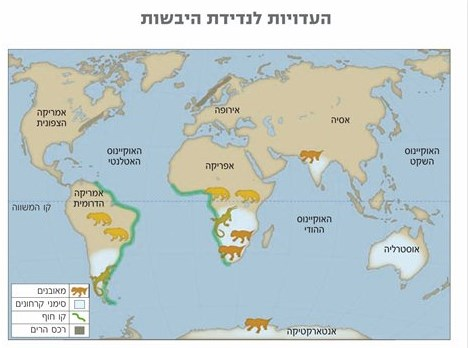 העדויות לנדידת היבשות
אמריקה
הצפונית
אירופה
אסיה
האוקיינוס
האטלנטי
האוקיינוס
השקט
אפריקה
אמריקה
הדרומית
קו המשווה
האוקיינוס
ההודי
אוסטרליה
מאובנים
סימני קרחונים
קו חוף
רכס הרים
אנטארקטיקה